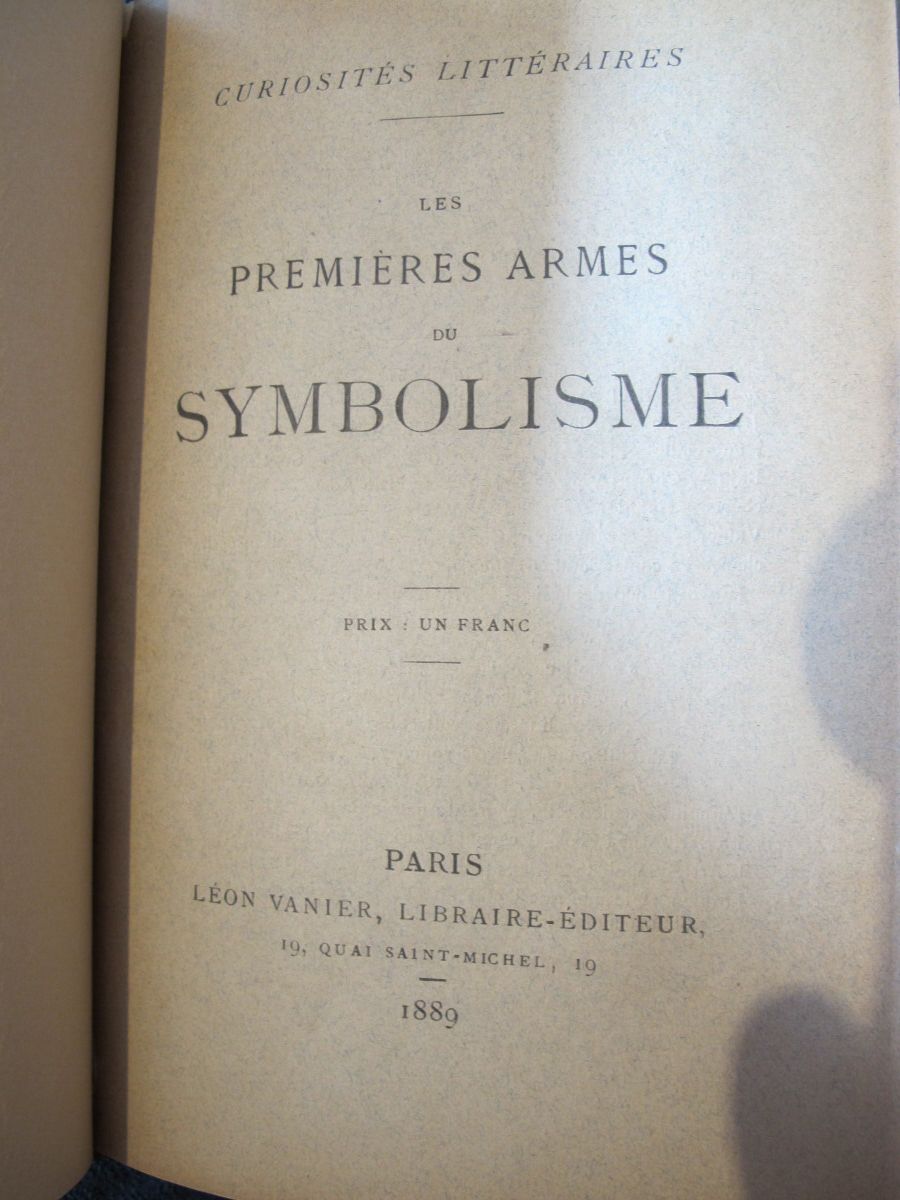 CURIOSITÉS LITTÉRAIRES
LES
PREMIÈRES ARMES
DU
SYMBOLISME
PRIX : UN FRANC
PARIS
LÉON VANIER, LIBRAIRE-ÉDITEUR,
19, QUAI SAINT-MICHEL, 19
1889